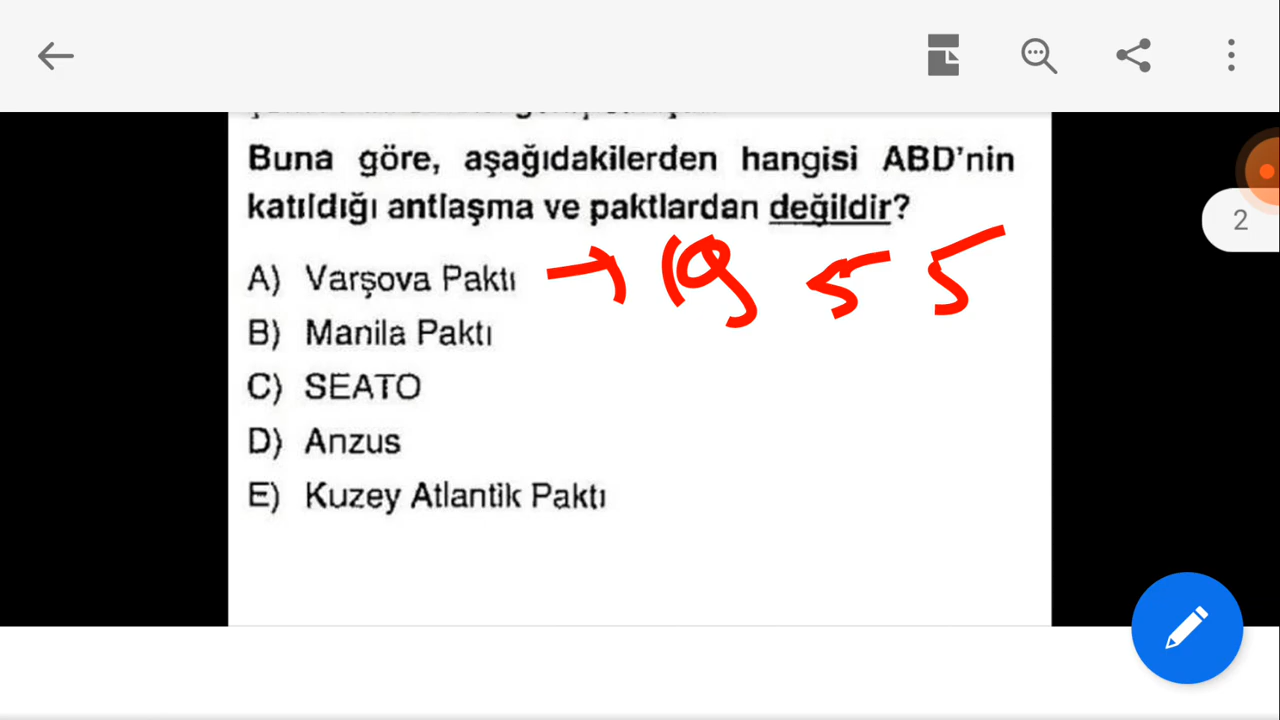 Buna göre, aşağıdakilerden hangisi ABD'nin
katıldığı antlaşma ve paktlardan değildir?
A) Varşova Paktı → 1955
B) Manila Paktı
C) SEATO
D) Anzus
E) Kuzey Atlantik Paktı
2